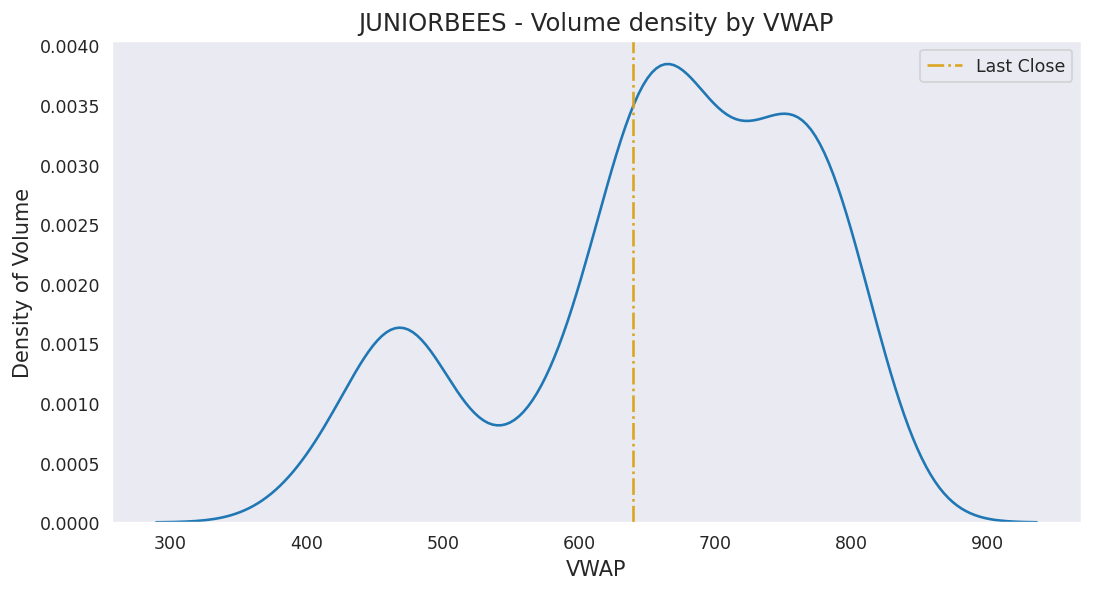 JUNIORBEES - Volume density by VWAP
0.0040
0.0035
0.0030
0.0025
0.0020
0.0015
0.0010
0.0005
0.0000
Density of Volume
Last Close
300 400 500 600 700 800 900
VWAP